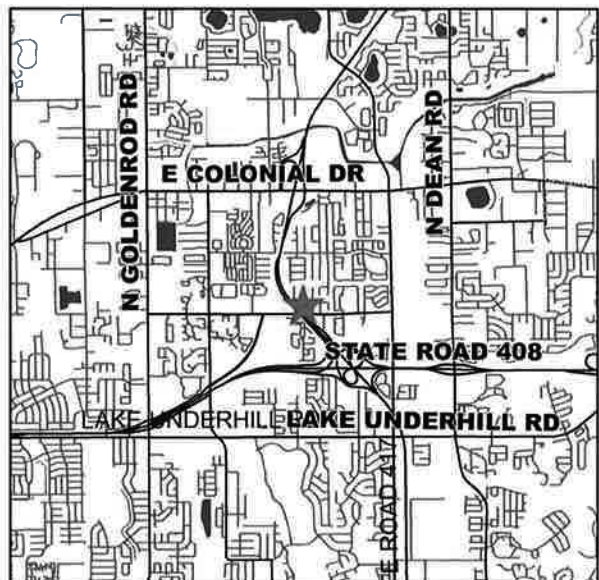 N GOLDENROD RD
E COLONIAL DR
N DEAN RD
STATE ROAD 408
LAKE UNDERHILL
LAKE UNDERHILL RD
E ROAD 417